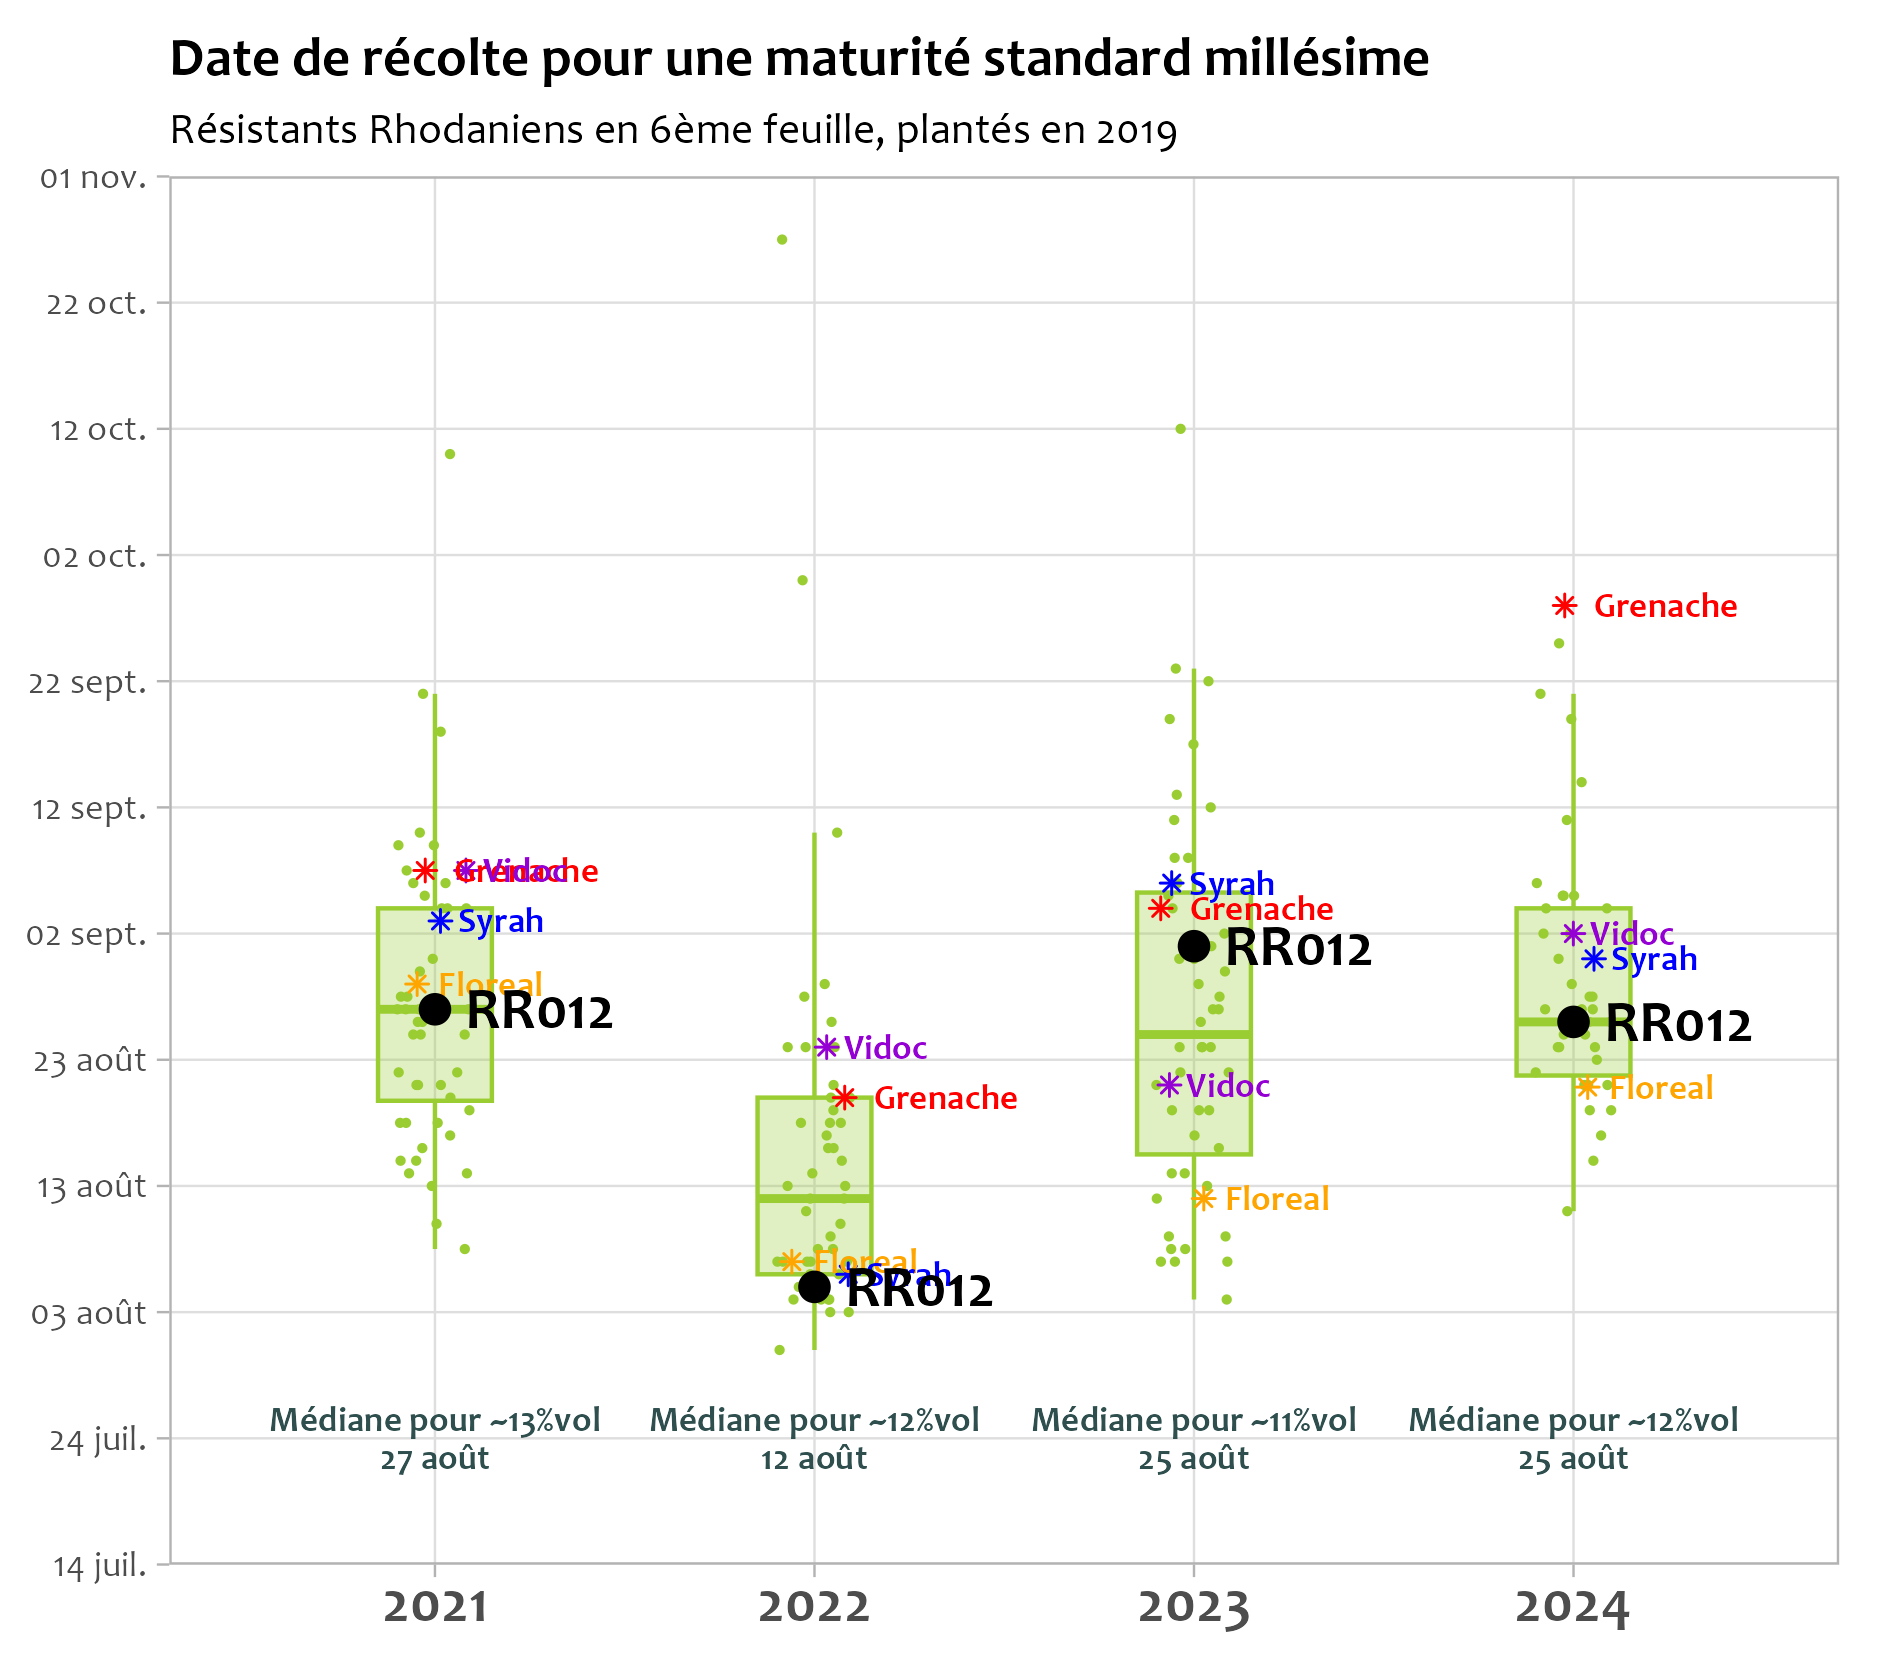 Date de récolte pour une maturité standard millésime
Résistants Rhodaniens en 6ème feuille, plantés en 2019
01 nov.
22 oct.
12 oct.
02 oct.
22 sept.
12 sept.
02 sept.
23 août
13 août
03 août
24 juil.
14 juil.
Grenache
Vidoc
Syrah
Floreal
RR012
Vidoc
Grenache
Floreal
Syrah
RR012
Syrah
Grenache
RR012
Vidoc
Floreal
Grenache
Vidoc
Syrah
RR012
Floreal
Médiane pour ~13%vol
27 août
Médiane pour ~12%vol
12 août
Médiane pour ~11%vol
25 août
Médiane pour ~12%vol
25 août
2021
2022
2023
2024